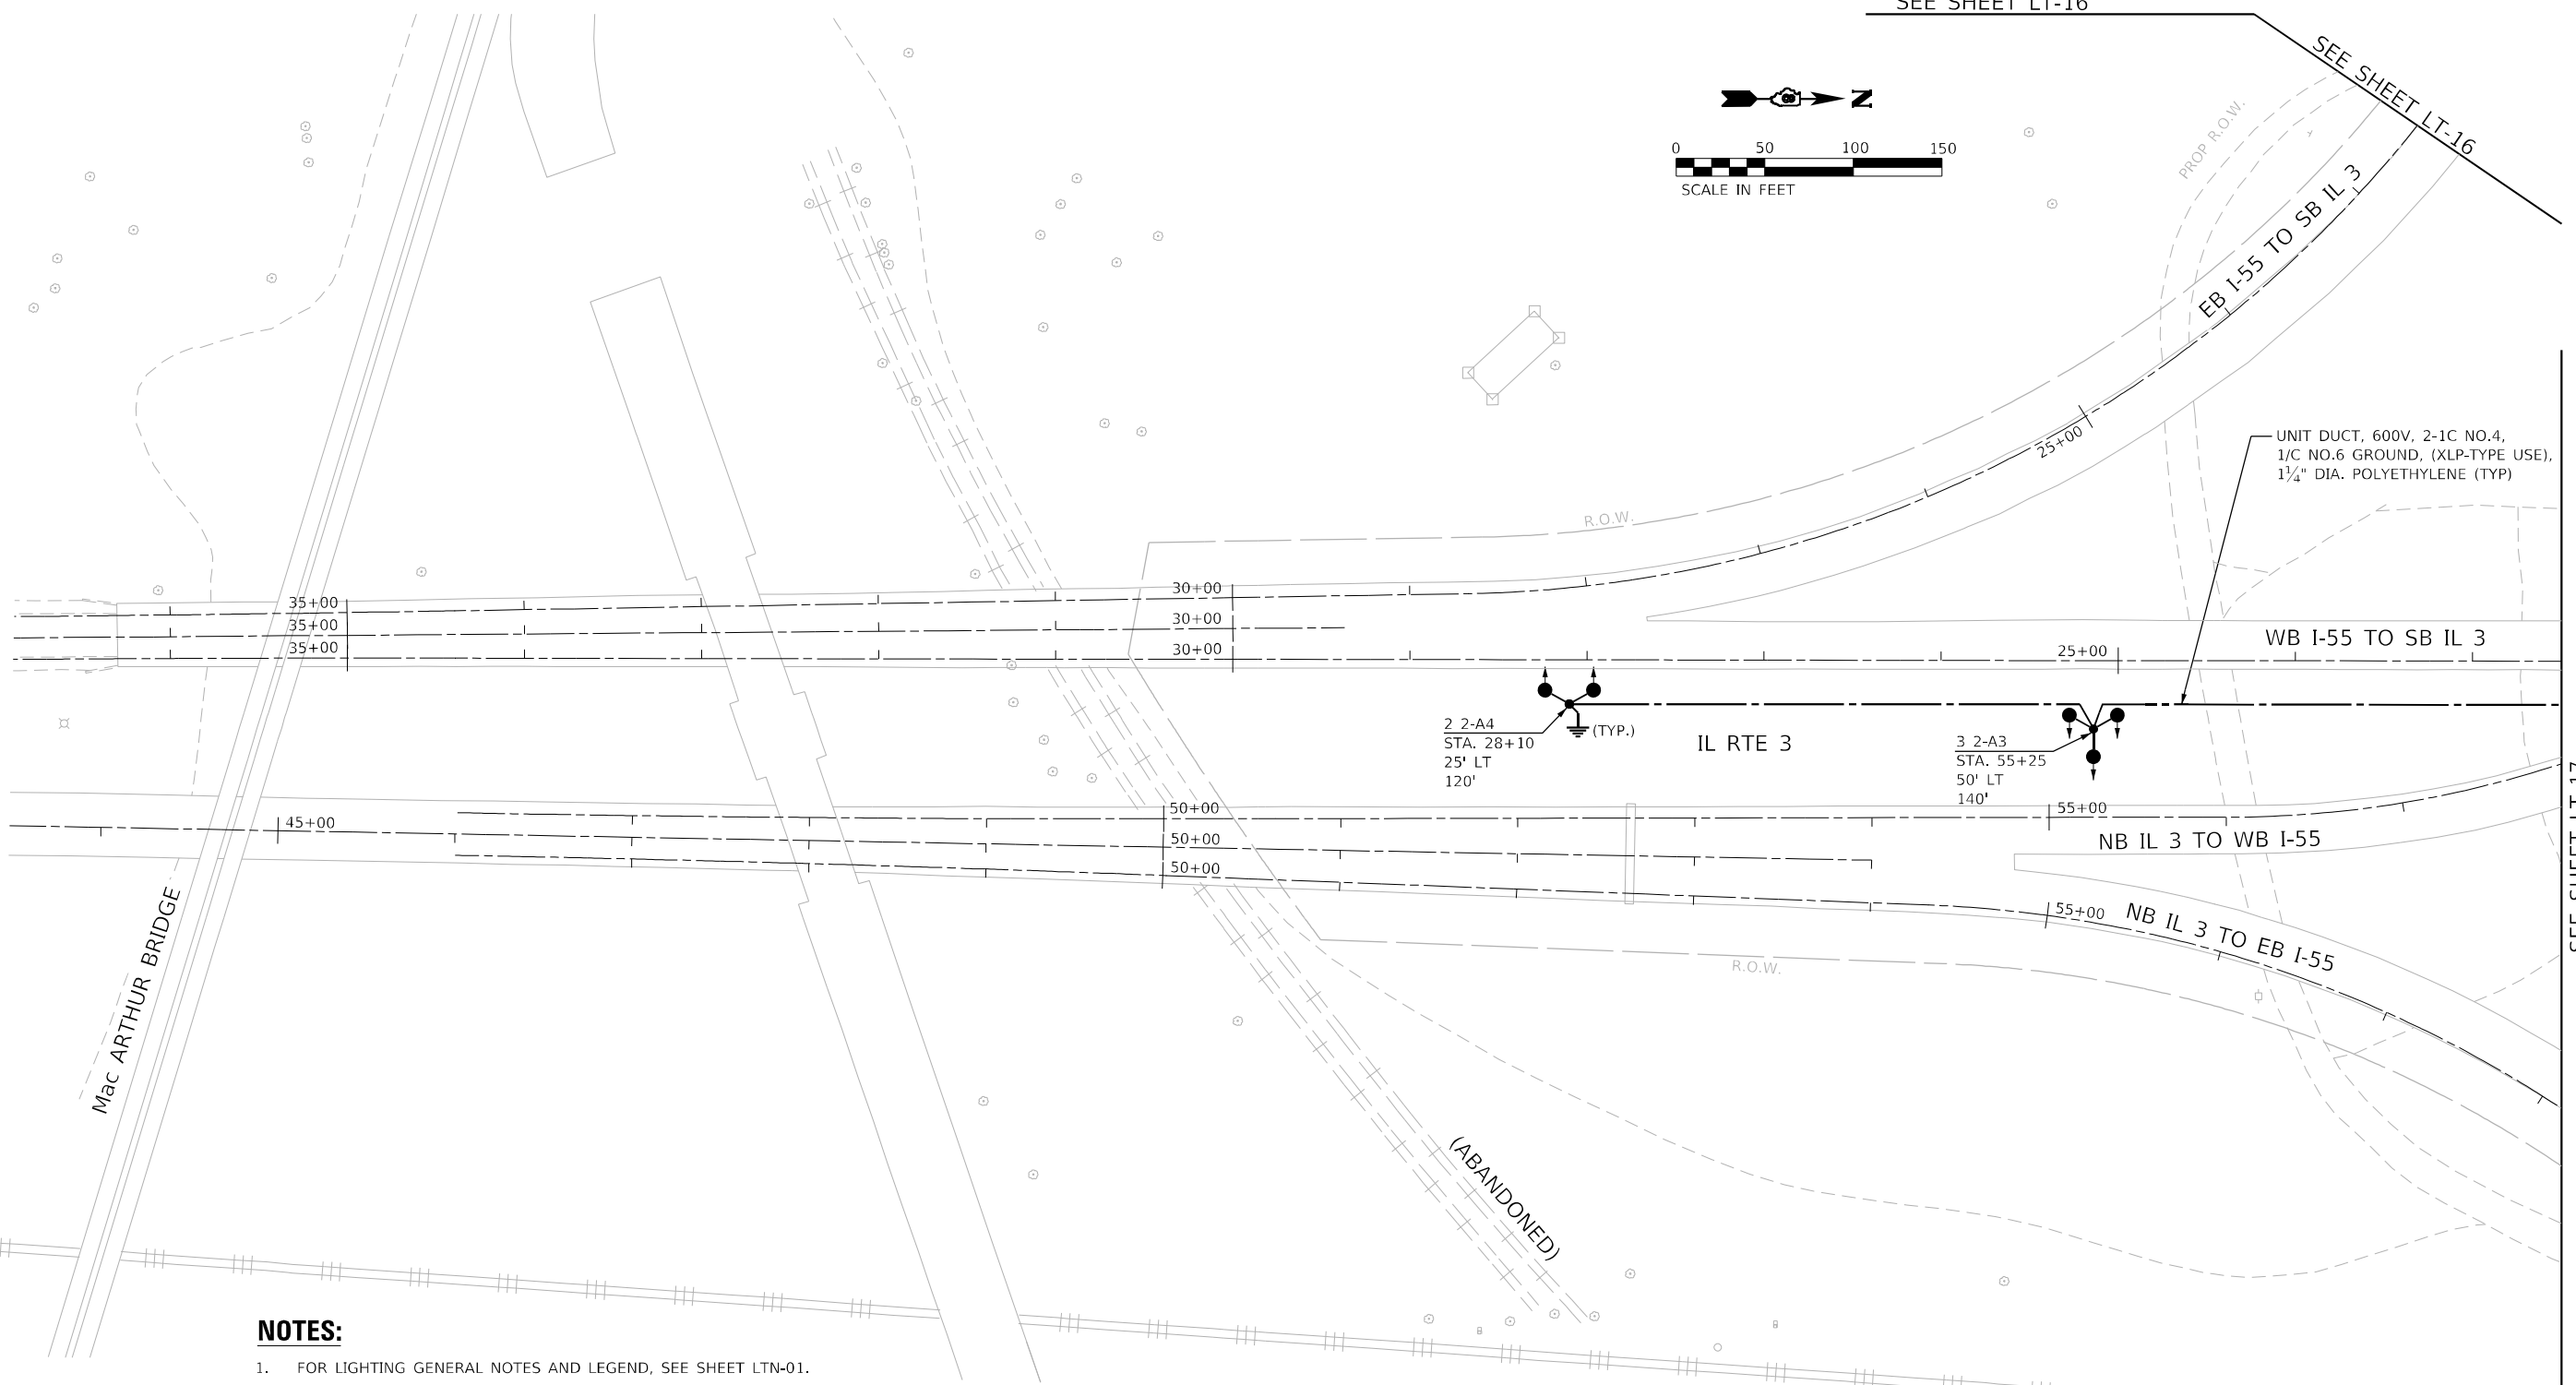 SEE SHEET LT-16
SEE SHEET LT-16
N
0 50 100 150
SCALE IN FEET
PROP R.O.W.
EB I-55 TO SB IL 3
25+00
UNIT DUCT, 600V, 2-1C NO.4,
1/C NO.6 GROUND, (XLP-TYPE USE),
1¼" DIA. POLYETHYLENE (TYP)
R.O.W.
35+00
30+00
35+00
30+00
35+00
30+00
25+00
WB I-55 TO SB IL 3
2 2-A4
STA. 28+10
25' LT
120'
(TYP.)
IL RTE 3
3 2-A3
STA. 55+25
50' LT
140'
SEE SHEET LT-17
45+00
50+00
55+00
50+00
NB IL 3 TO WB I-55
50+00
55+00
NB IL 3 TO EB I-55
R.O.W.
Mac ARTHUR BRIDGE
(ABANDONED)
NOTES:
1. FOR LIGHTING GENERAL NOTES AND LEGEND, SEE SHEET LTN-01.